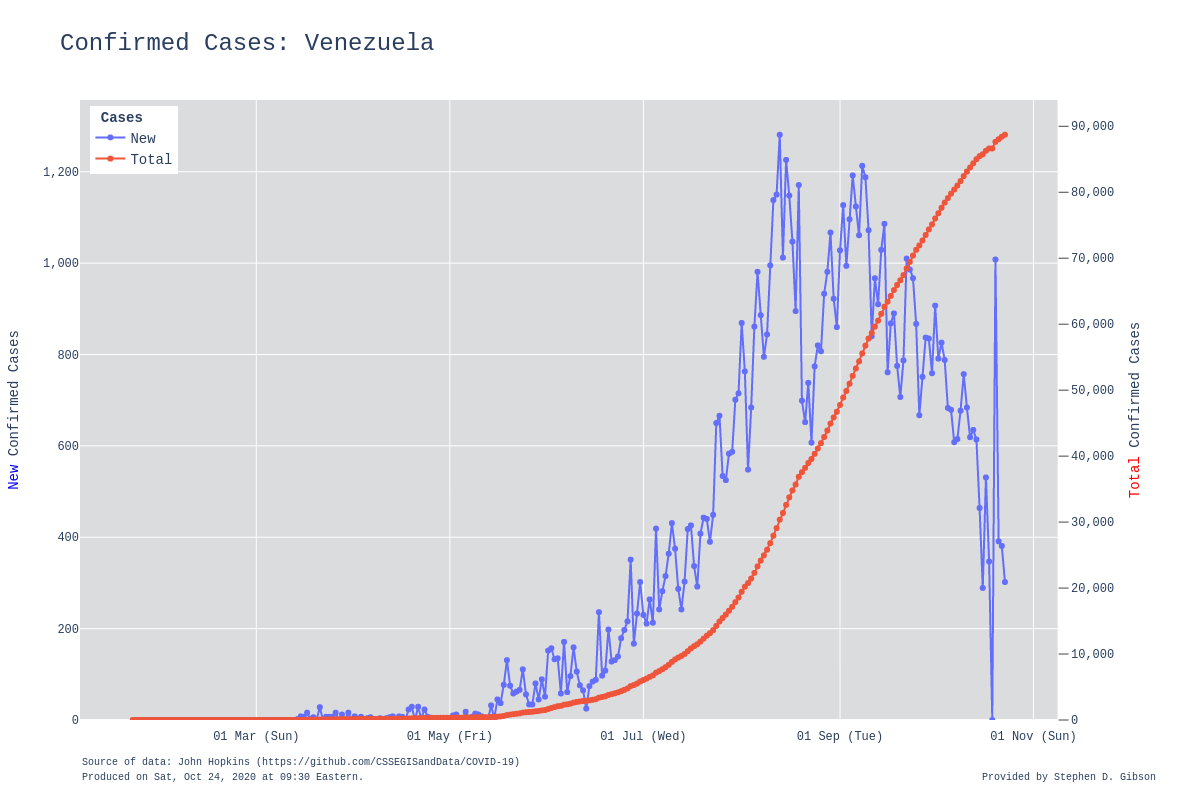 Confirmed Cases: Venezuela
Cases
New
Total
1,200
1,000
800
600
400
200
0
New Confirmed Cases
90,000
80,000
70,000
60,000
50,000
40,000
30,000
20,000
10,000
0
Total Confirmed Cases
01 Mar (Sun)
01 May (Fri)
01 Jul (Wed)
01 Sep (Tue)
01 Nov (Sun)
Source of data: John Hopkins (https://github.com/CSSEGISandData/COVID-19)
Produced on Sat, Oct 24, 2020 at 09:30 Eastern.
Provided by Stephen D. Gibson